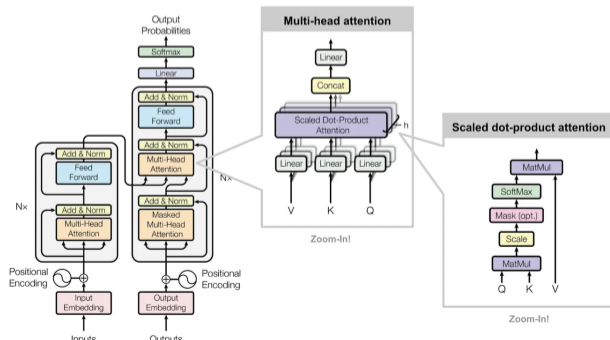 Output
Probabilities
Softmax
Linear
Add & Norm
Feed
Forward
Add & Norm
Multi-Head
Attention
Add & Norm
Masked
Multi-Head
Attention
Nx
Add & Norm
Feed
Forward
Nx
Add & Norm
Multi-Head
Attention
Positional
Encoding
Positional
Encoding
Input
Embedding
Output
Embedding
Inputs
Outputs
Multi-head attention
Linear
Concat
Scaled Dot-Product
Attention
h
Linear
Linear
Linear
V
K
Q
Zoom-In!
Scaled dot-product attention
MatMul
SoftMax
Mask (opt.)
Scale
MatMul
Q
K
V
Zoom-In!